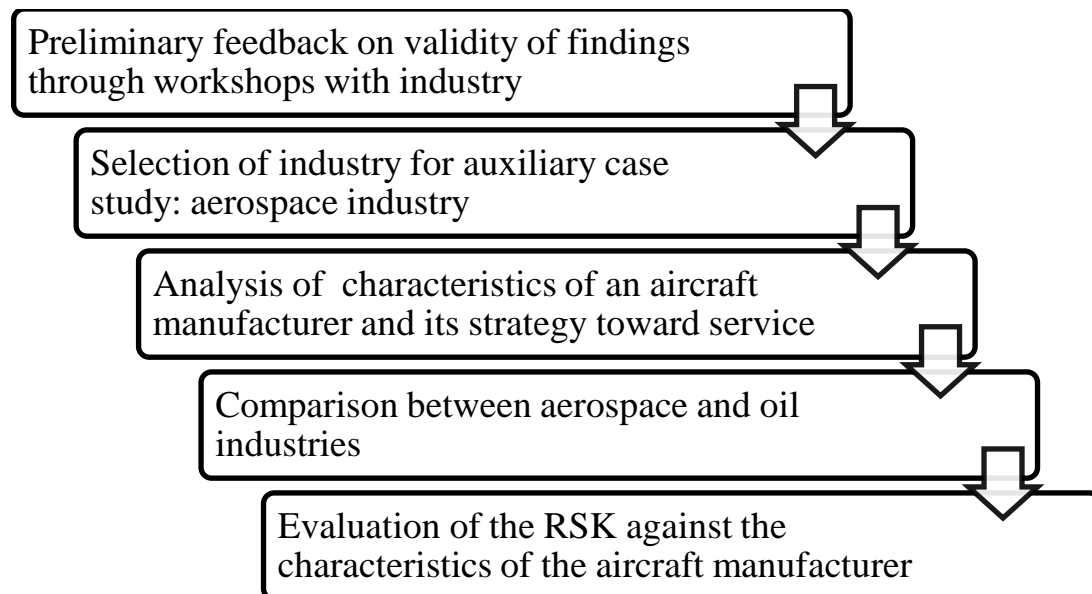 Preliminary feedback on validity of findings
through workshops with industry
Selection of industry for auxiliary case
study: aerospace industry
Analysis of  characteristics of an aircraft
manufacturer and its strategy toward service
Comparison between aerospace and oil
industries
Evaluation of the RSK against the
characteristics of the aircraft manufacturer